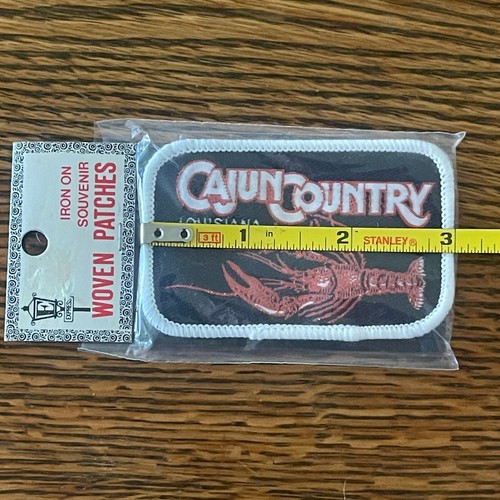 IRON ON
SOUVENIR
WOVEN PATCHES
CAJUN COUNTRY
LOUISIANA
3 ft 1 in 2 STANLEY® 3